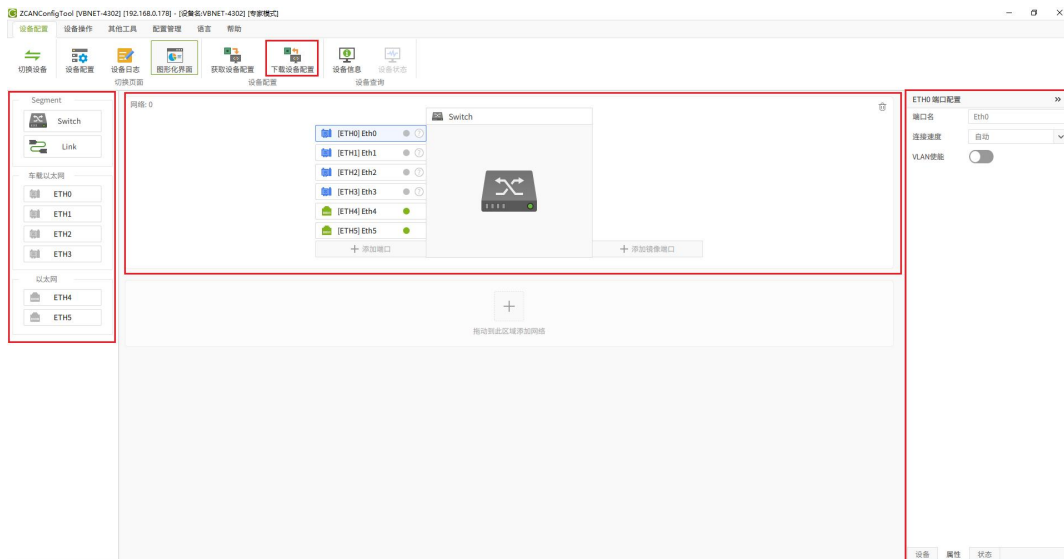 ZCANConfigTool [VBNET-4302] [192.168.0.178] - [设备名:VBNET-4302] [专家模式]
设备配置 设备操作 其他工具 配置管理 语言 帮助
切换设备 设备配置 设备日志 图形化界面 获取设备配置 下载设备配置 设备信息 设备状态
切换页面 设备配置 设备查询
Segment
Switch
Link
车载以太网
ETH0
ETH1
ETH2
ETH3
以太网
ETH4
ETH5
网络: 0
Switch
[ETH0] Eth0
[ETH1] Eth1
[ETH2] Eth2
[ETH3] Eth3
[ETH4] Eth4
[ETH5] Eth5
添加端口
添加镜像端口
拖动到此区域添加网络
ETH0 端口配置
端口名 Eth0
连接速度 自动
VLAN使能
设备 属性 状态